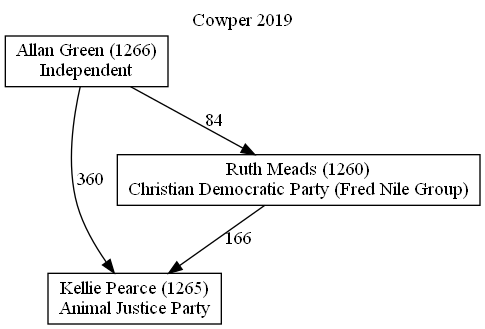 Cowper 2019
Allan Green (1266)
Independent
84
360
Ruth Meads (1260)
Christian Democratic Party (Fred Nile Group)
166
Kellie Pearce (1265)
Animal Justice Party